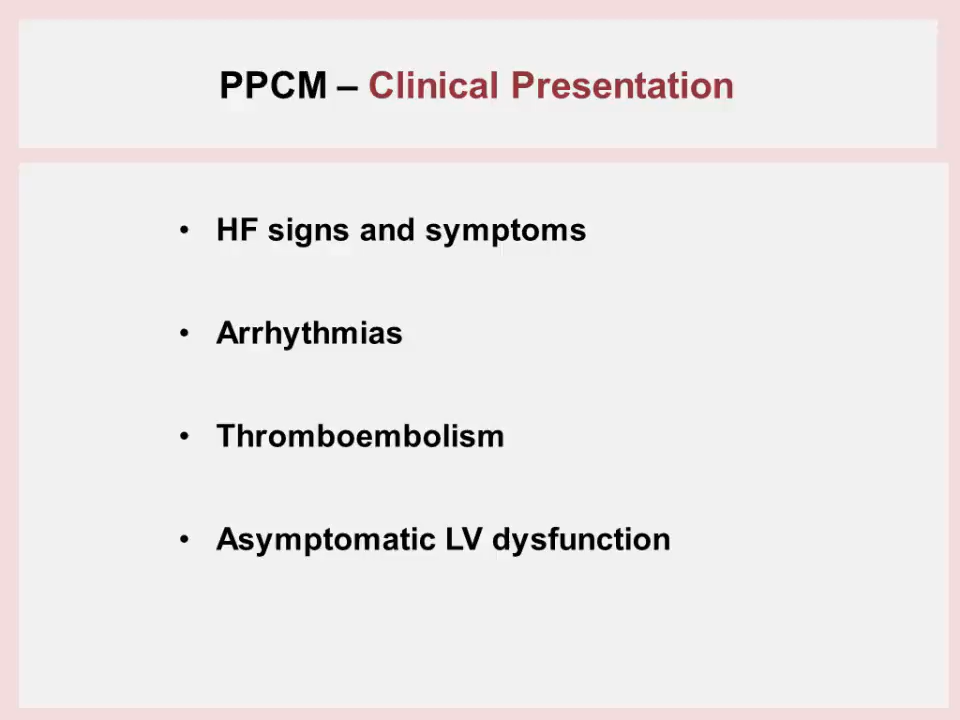 PPCM – Clinical Presentation
• HF signs and symptoms
• Arrhythmias
• Thromboembolism
• Asymptomatic LV dysfunction